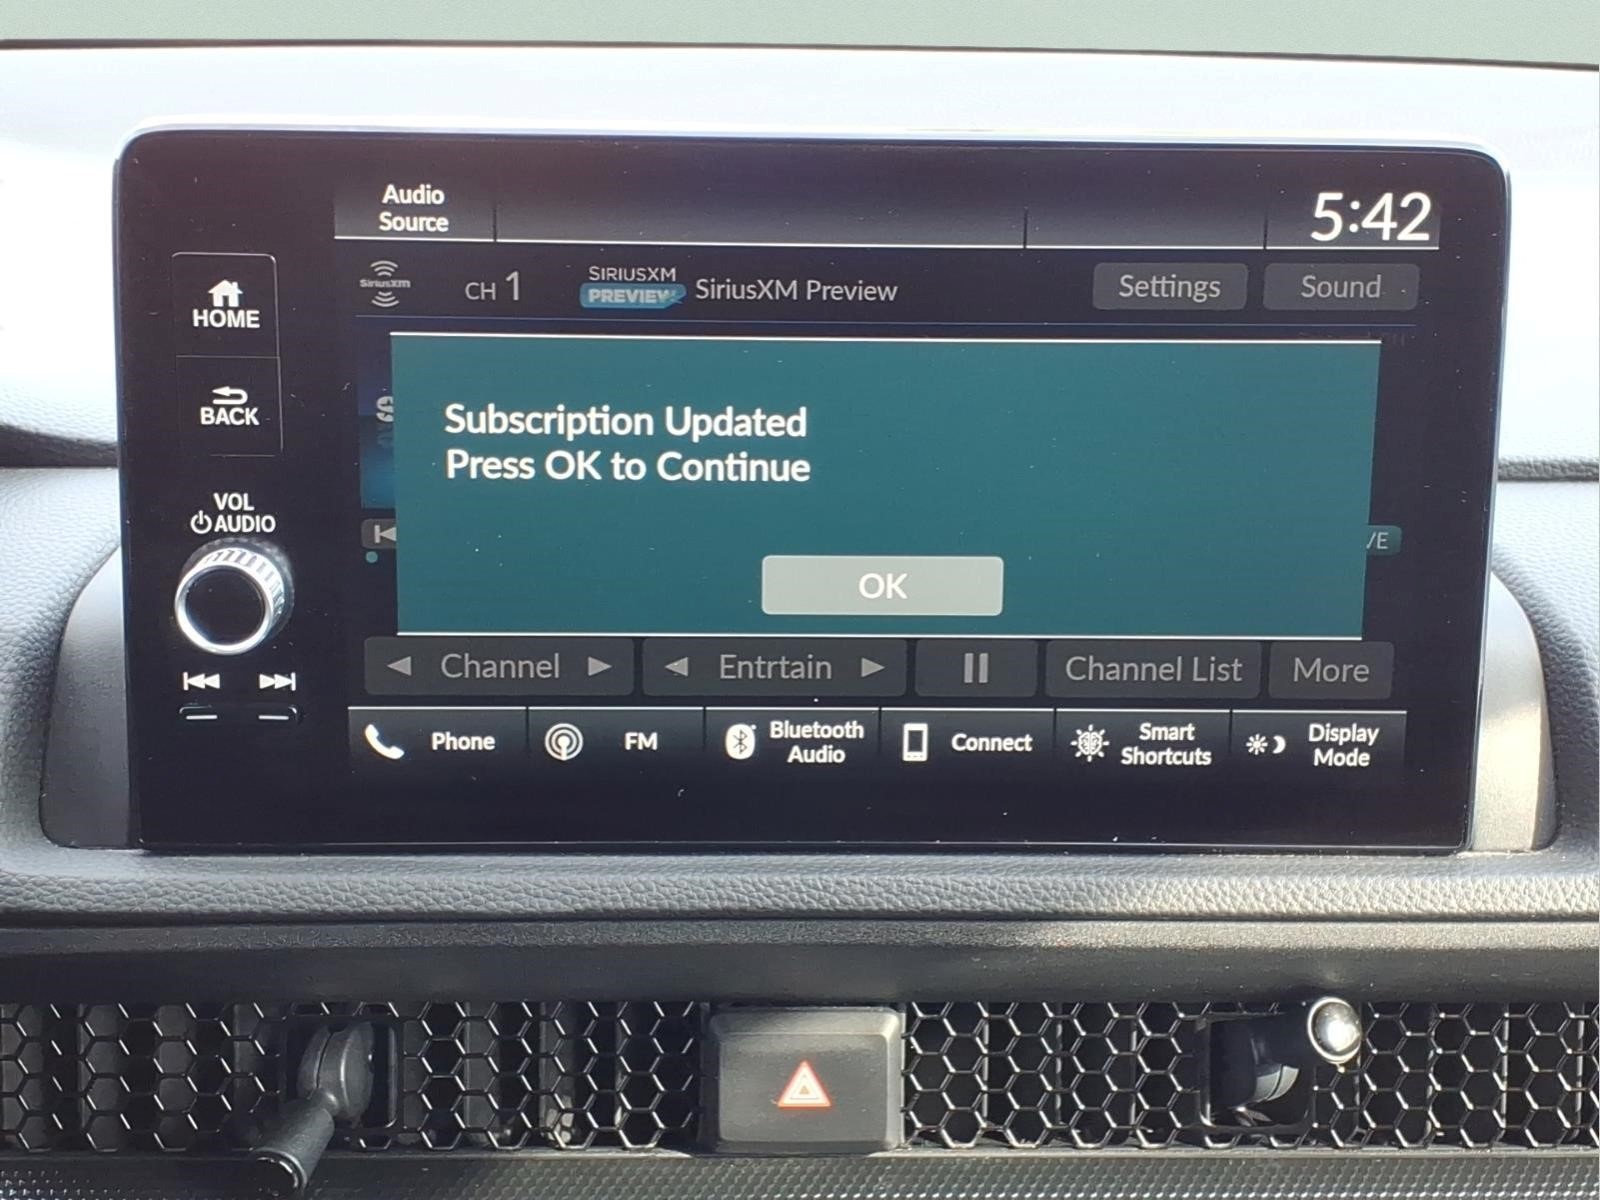 Audio
Source
5:42
HOME
SiriusXM
CH 1
SIRIUSXM
PREVIEW
SiriusXM Preview
Settings
Sound
BACK
Subscription Updated
Press OK to Continue
VOL
AUDIO
OK
Channel
Entrtain
Channel List
More
Phone
FM
Bluetooth
Audio
Connect
Smart
Shortcuts
Display
Mode